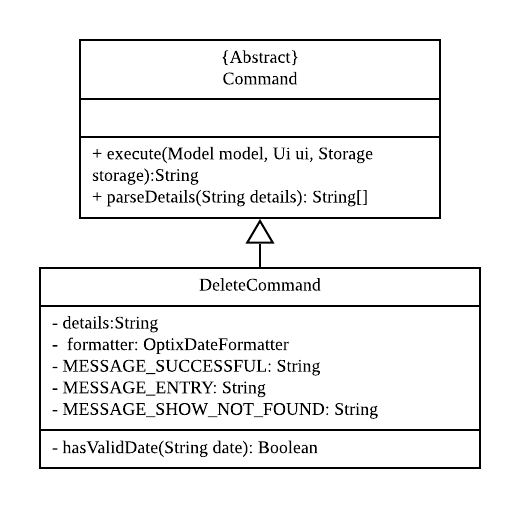 {Abstract}
Command
+ execute(Model model, Ui ui, Storage
storage):String
+ parseDetails(String details): String[]
DeleteCommand
- details:String
- formatter: OptixDateFormatter
- MESSAGE_SUCCESSFUL: String
- MESSAGE_ENTRY: String
- MESSAGE_SHOW_NOT_FOUND: String
- hasValidDate(String date): Boolean